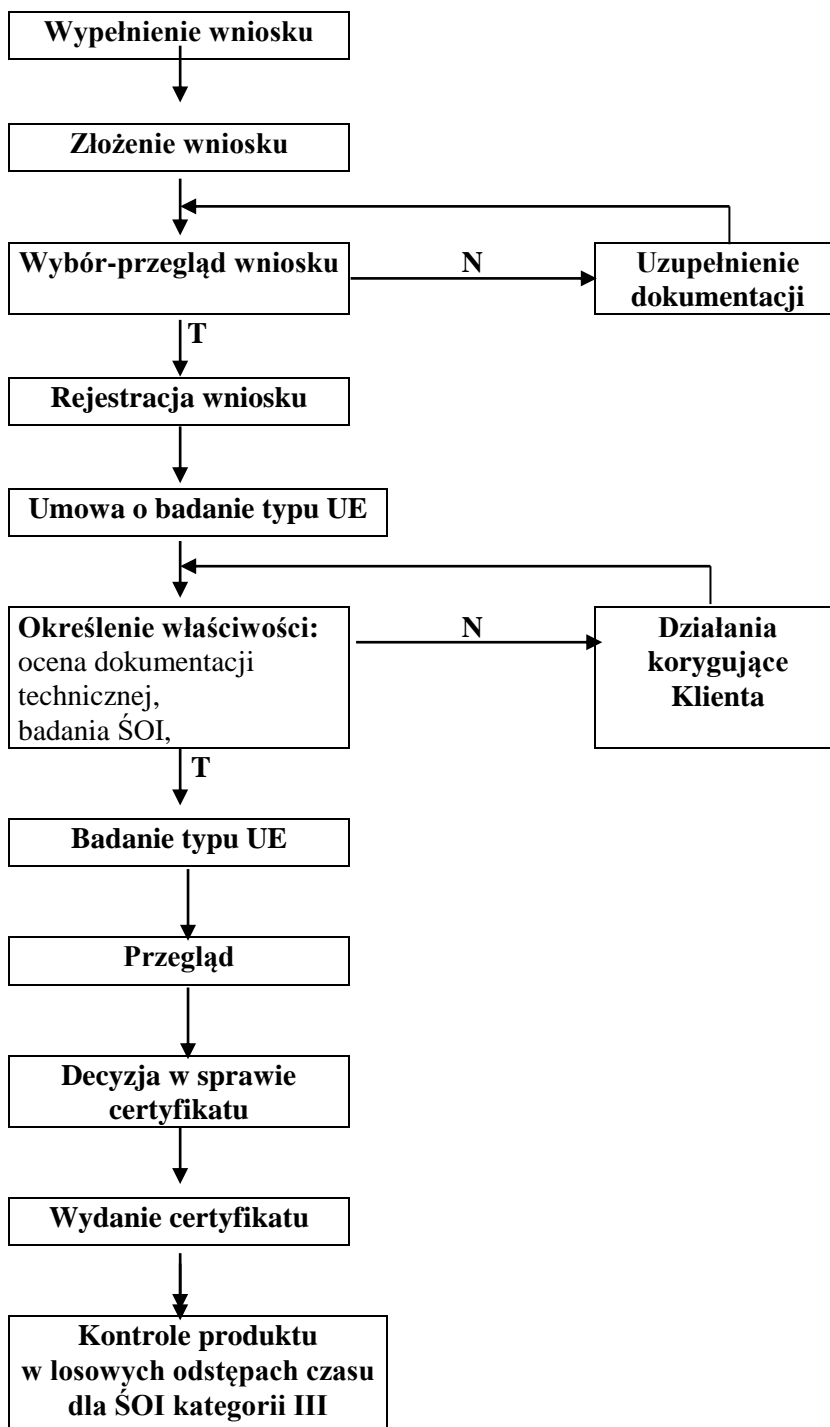 Wypełnienie wniosku
Złożenie wniosku
Wybór-przegląd wniosku
N
Uzupełnienie
dokumentacji
T
Rejestracja wniosku
Umowa o badanie typu UE
Określenie właściwości:
ocena dokumentacji
technicznej,
badania ŚOI,
N
Działania
korygujące
Klienta
T
Badanie typu UE
Przegląd
Decyzja w sprawie
certyfikatu
Wydanie certyfikatu
Kontrole produktu
w losowych odstępach czasu
dla ŚOI kategorii III